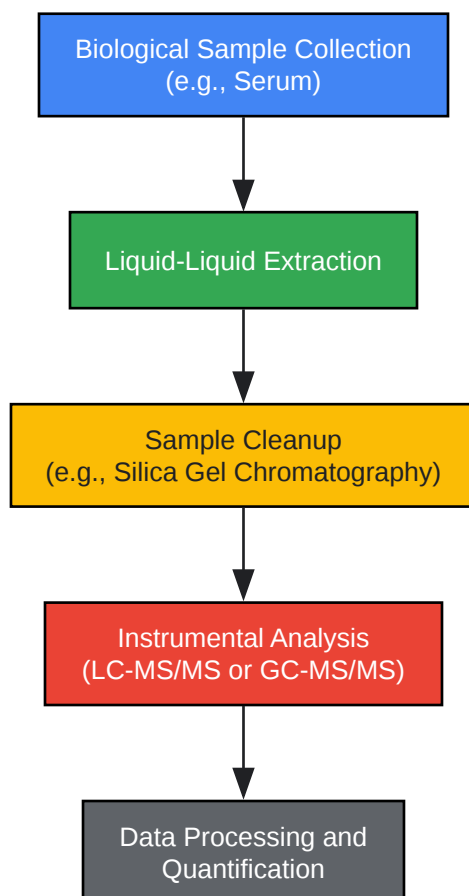 Biological Sample Collection
(e.g., Serum)
Liquid-Liquid Extraction
Sample Cleanup
(e.g., Silica Gel Chromatography)
Instrumental Analysis
(LC-MS/MS or GC-MS/MS)
Data Processing and
Quantification